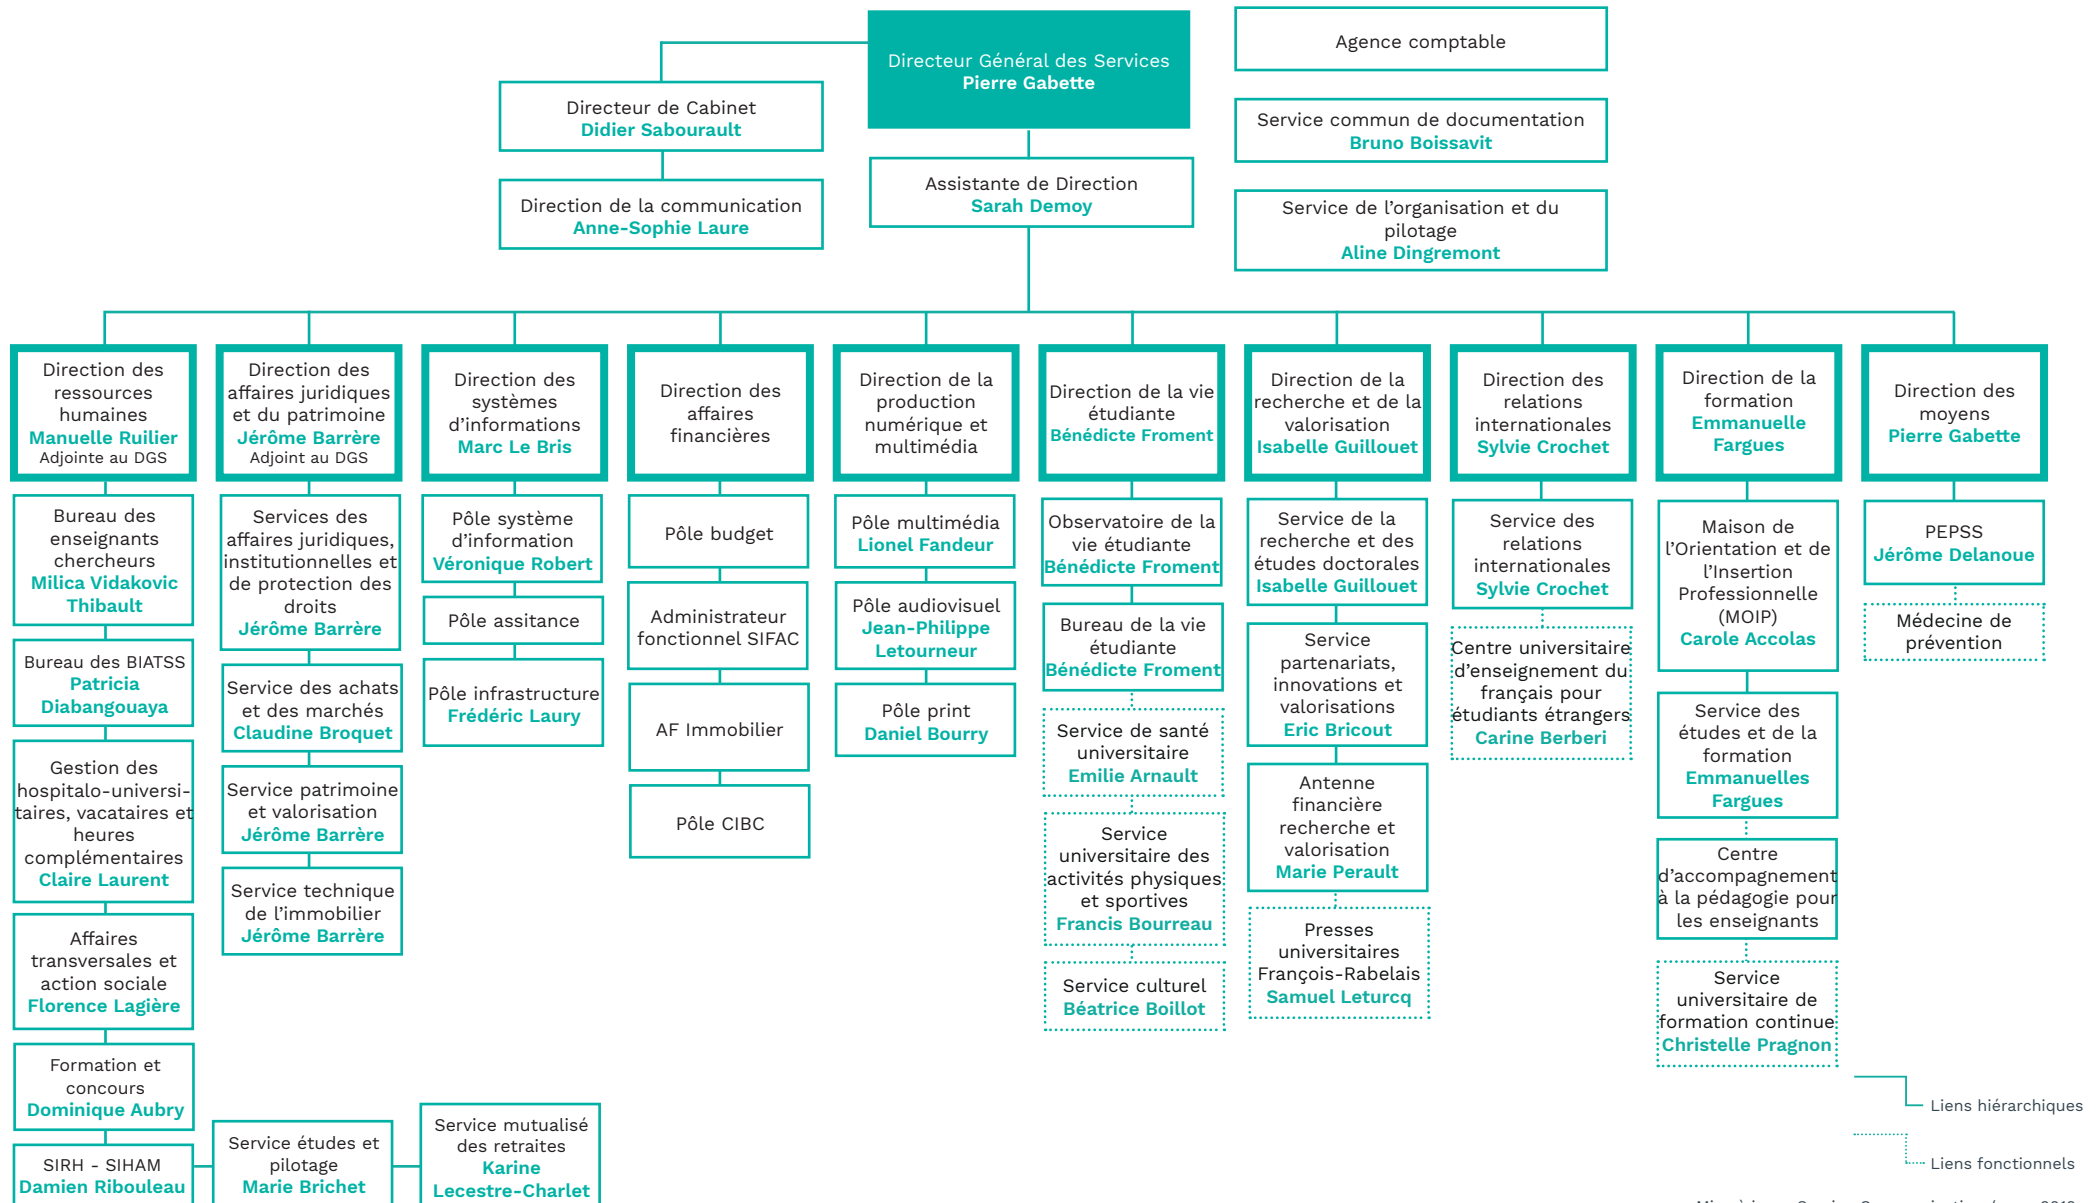 Directeur Général des Services
Pierre Gabette
Agence comptable
Directeur de Cabinet
Didier Sabourault
Service commun de documentation
Bruno Boissavit
Direction de la communication
Anne-Sophie Laure
Assistante de Direction
Sarah Demoy
Service de l'organisation et du
pilotage
Aline Dingremont
Direction des
ressources
humaines
Manuelle Ruilier
Adjointe au DGS
Bureau des
enseignants
chercheurs
Milica Vidakovic
Thibault
Bureau des BIATSS
Patricia
Diabangouaya
Gestion des
hospitalo-universi-
taires, vacataires et
heures
complémentaires
Claire Laurent
Affaires
transversales et
action sociale
Florence Lagière
Formation et
concours
Dominique Aubry
SIRH - SIHAM
Damien Ribouleau
Service études et
pilotage
Marie Brichet
Service mutualisé
des retraites
Karine
Lecestre-Charlet
Direction des
affaires juridiques
et du patrimoine
Jérôme Barrère
Adjoint au DGS
Services des
affaires juridiques,
institutionnelles et
de protection des
droits
Jérôme Barrère
Service des achats
et des marchés
Claudine Broquet
Service patrimoine
et valorisation
Jérôme Barrère
Service technique
de l'immobilier
Jérôme Barrère
Direction des
systèmes
d'informations
Marc Le Bris
Pôle système
d'information
Véronique Robert
Pôle assitance
Pôle infrastructure
Frédéric Laury
Direction des
affaires
financières
Pôle budget
Administrateur
fonctionnel SIFAC
AF Immobilier
Pôle CIBC
Direction de la
production
numérique et
multimédia
Pôle multimédia
Lionel Fandeur
Pôle audiovisuel
Jean-Philippe
Letourneur
Pôle print
Daniel Bourry
Direction de la vie
étudiante
Bénédicte Froment
Observatoire de la
vie étudiante
Bénédicte Froment
Bureau de la vie
étudiante
Bénédicte Froment
Service de santé
universitaire
Emilie Arnault
Service
universitaire des
activités physiques
et sportives
Francis Bourreau
Service culturel
Béatrice Boillot
Direction de la
recherche et de la
valorisation
Isabelle Guillouet
Service de la
recherche et des
études doctorales
Isabelle Guillouet
Service
partenariats,
innovations et
valorisations
Eric Bricout
Antenne
financière
recherche et
valorisation
Marie Perault
Presses
universitaires
François-Rabelais
Samuel Leturcq
Direction des
relations
internationales
Sylvie Crochet
Service des
relations
internationales
Sylvie Crochet
Centre universitaire
d'enseignement du
français pour
étudiants étrangers
Carine Berberi
Direction de la
formation
Emmanuelle
Fargues
Maison de
l'Orientation et de
l'Insertion
Professionnelle
(MOIP)
Carole Accolas
Service des
études et de la
formation
Emmanuelles
Fargues
Centre
d'accompagnement
à la pédagogie pour
les enseignants
Service
universitaire de
formation continue
Christelle Pragnon
Direction des
moyens
Pierre Gabette
PEPSS
Jérôme Delanoue
Médecine de
prévention
Liens hiérarchiques
Liens fonctionnels